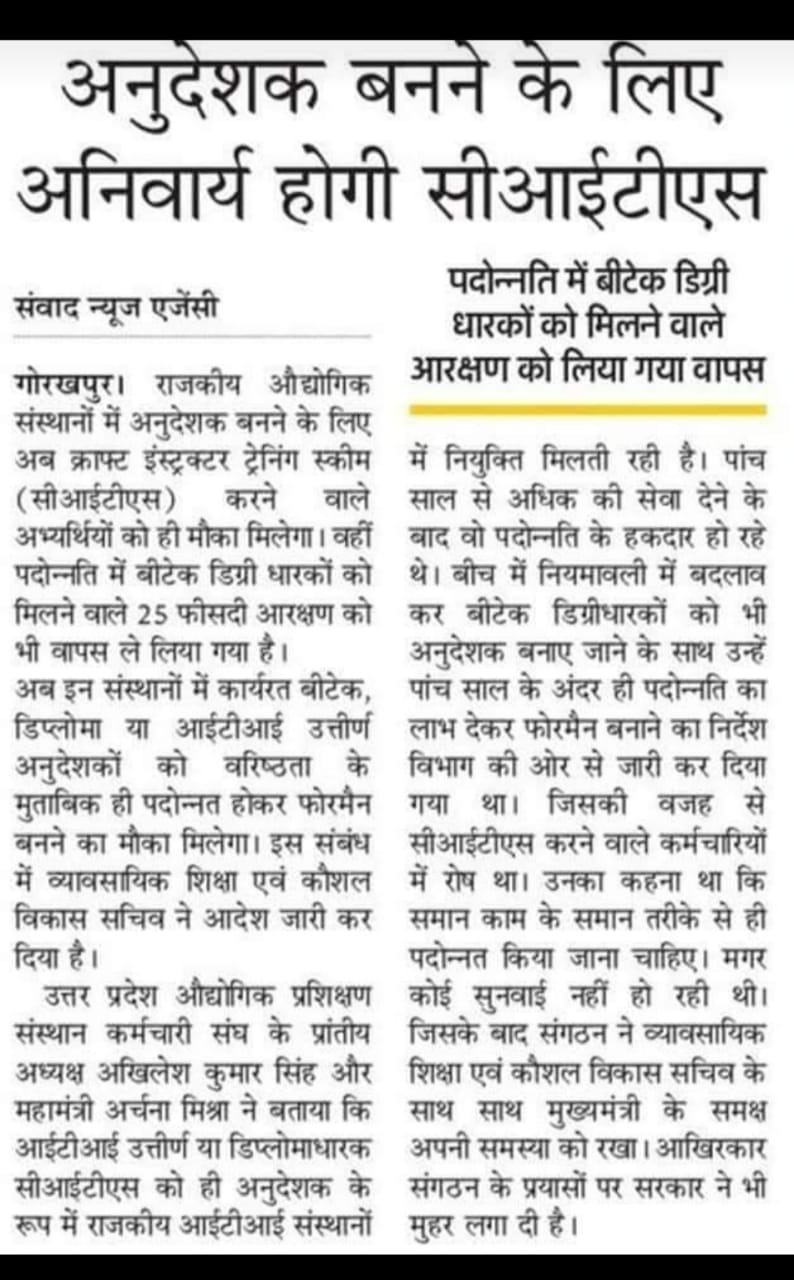 अनुदेशक बनने के लिए
अनिवार्य होगी सीआईटीएस
संवाद न्यूज एजेंसी
गोरखपुर। राजकीय औद्योगिक
संस्थानों में अनुदेशक बनने के लिए
अब क्राफ्ट इंस्ट्रक्टर ट्रेनिंग स्कीम
(सीआईटीएस) करने वाले
अभ्यर्थियों को ही मौका मिलेगा। वहीं
पदोन्नति में बीटेक डिग्री धारकों को
मिलने वाले 25 फीसदी आरक्षण को
भी वापस ले लिया गया है।
अब इन संस्थानों में कार्यरत बीटेक,
डिप्लोमा या आईटीआई उत्तीर्ण
अनुदेशकों को वरिष्ठता के
मुताबिक ही पदोन्नत होकर फोरमैन
बनने का मौका मिलेगा। इस संबंध
में व्यावसायिक शिक्षा एवं कौशल
विकास सचिव ने आदेश जारी कर
दिया है।
उत्तर प्रदेश औद्योगिक प्रशिक्षण
संस्थान कर्मचारी संघ के प्रांतीय
अध्यक्ष अखिलेश कुमार सिंह और
महामंत्री अर्चना मिश्रा ने बताया कि
आईटीआई उत्तीर्ण या डिप्लोमाधारक
सीआईटीएस को ही अनुदेशक के
रूप में राजकीय आईटीआई संस्थानों
पदोन्नति में बीटेक डिग्री
धारकों को मिलने वाले
आरक्षण को लिया गया वापस
में नियुक्ति मिलती रही है। पांच
साल से अधिक की सेवा देने के
बाद वो पदोन्नति के हकदार हो रहे
थे। बीच में नियमावली में बदलाव
कर बीटेक डिग्रीधारकों को भी
अनुदेशक बनाए जाने के साथ उन्हें
पांच साल के अंदर ही पदोन्नति का
लाभ देकर फोरमैन बनाने का निर्देश
विभाग की ओर से जारी कर दिया
गया था। जिसकी वजह से
सीआईटीएस करने वाले कर्मचारियों
में रोष था। उनका कहना था कि
समान काम के समान तरीके से ही
पदोन्नत किया जाना चाहिए। मगर
कोई सुनवाई नहीं हो रही थी।
जिसके बाद संगठन ने व्यावसायिक
शिक्षा एवं कौशल विकास सचिव के
साथ साथ मुख्यमंत्री के समक्ष
अपनी समस्या को रखा। आखिरकार
संगठन के प्रयासों पर सरकार ने भी
मुहर लगा दी है।